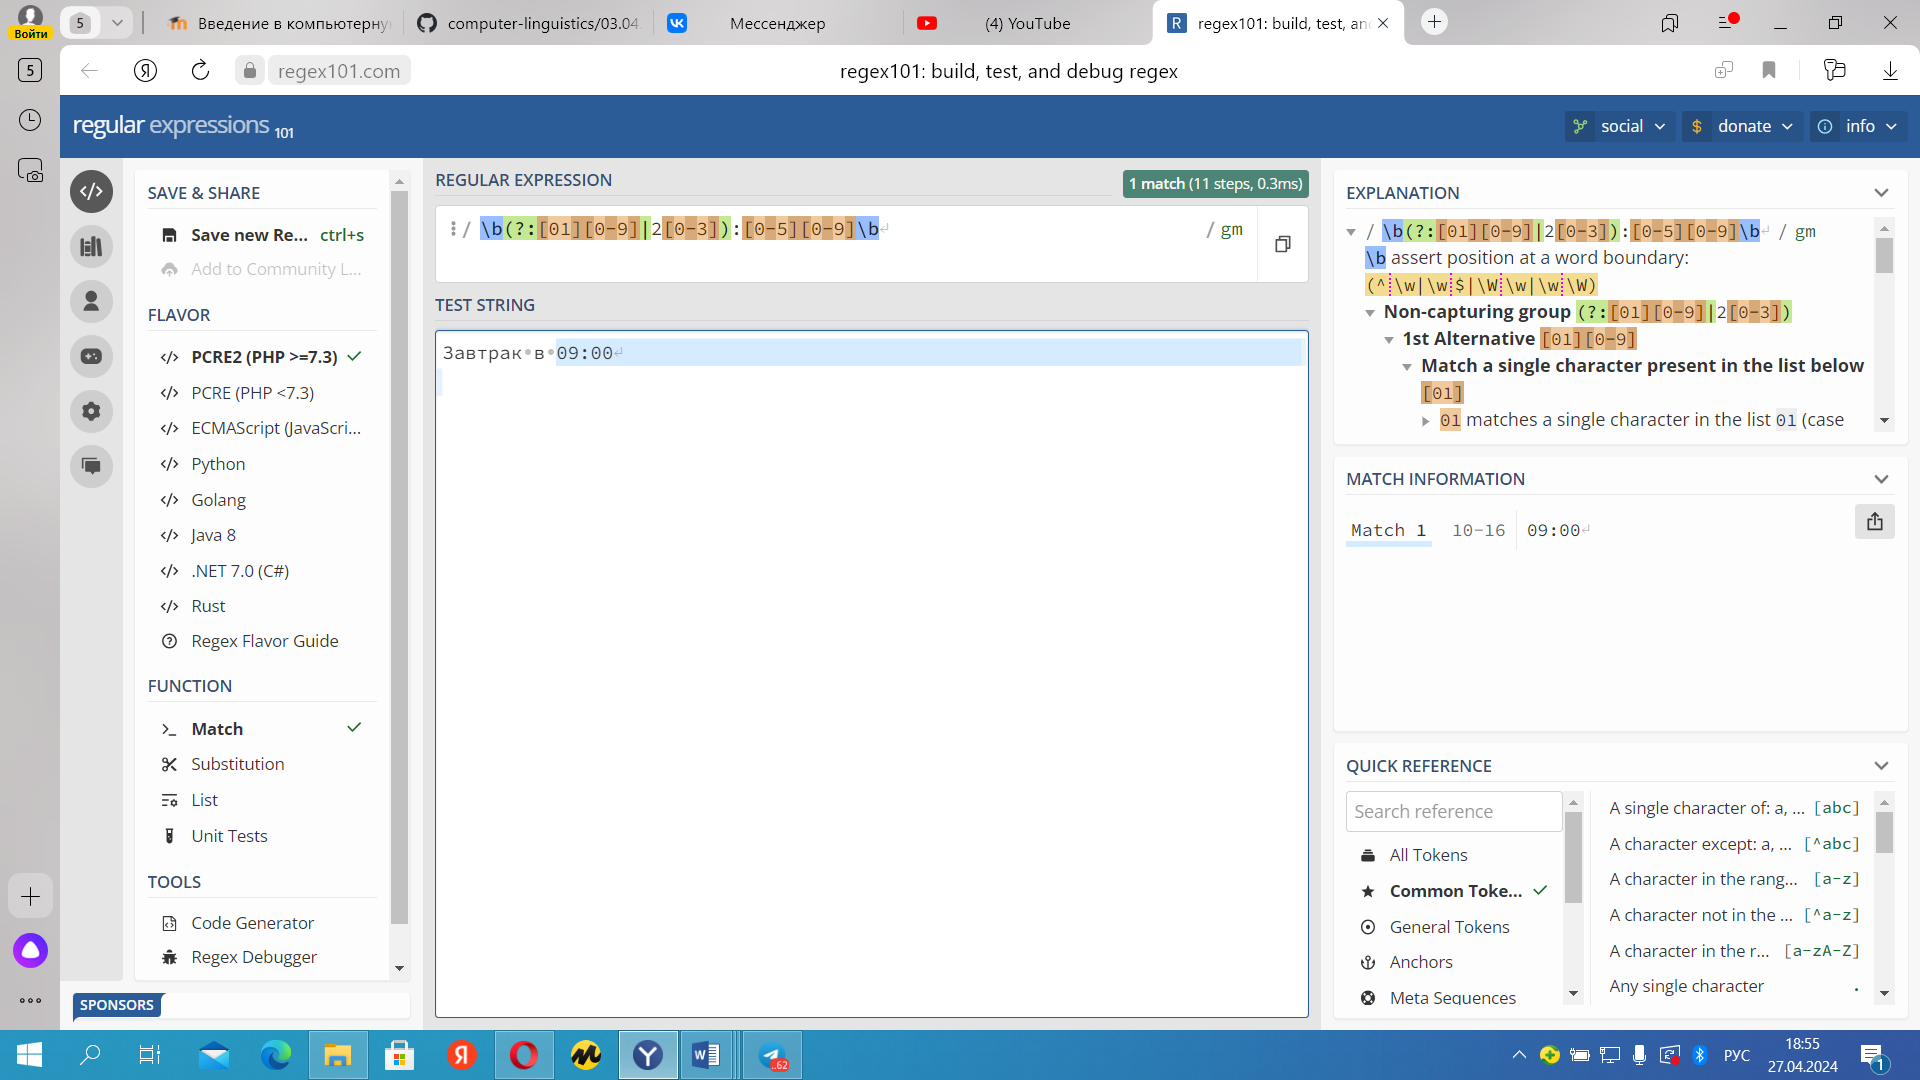 Войти
5
Введение в компьютерну
computer-linguistics/03.04
Мессенджер
(4) YouTube
R
regex101: build, test, an
5
Я
regex101.com
regex101: build, test, and debug regex
regular expressions 101
social
donate
info
SAVE & SHARE
Save new Re... ctrl+s
Add to Community L...
FLAVOR
PCRE2 (PHP >=7.3)
PCRE (PHP <7.3)
ECMAScript (JavaScri...
Python
Golang
Java 8
.NET 7.0 (C#)
Rust
Regex Flavor Guide
FUNCTION
Match
Substitution
List
Unit Tests
TOOLS
Code Generator
Regex Debugger
SPONSORS
REGULAR EXPRESSION
1 match (11 steps, 0.3ms)
/ \b(?:[01][0-9]|2[0-3]):[0-5][0-9]\b↵ / gm
TEST STRING
Завтрак•в•09:00↵
EXPLANATION
/ \b(?:[01][0-9]|2[0-3]):[0-5][0-9]\b↵ / gm
\b assert position at a word boundary:
(^\w|\w$|\W\w|\w\W)
Non-capturing group (?:[01][0-9]|2[0-3])
1st Alternative [01][0-9]
Match a single character present in the list below
[01]
01 matches a single character in the list 01 (case
MATCH INFORMATION
Match 1 10-16 09:00↵
QUICK REFERENCE
Search reference
All Tokens
Common Toke...
General Tokens
Anchors
Meta Sequences
A single character of: a, ... [abc]
A character except: a, ... [^abc]
A character in the rang... [a-z]
A character not in the ... [^a-z]
A character in the r... [a-zA-Z]
Any single character .
Я
62
РУС
18:55
27.04.2024
1